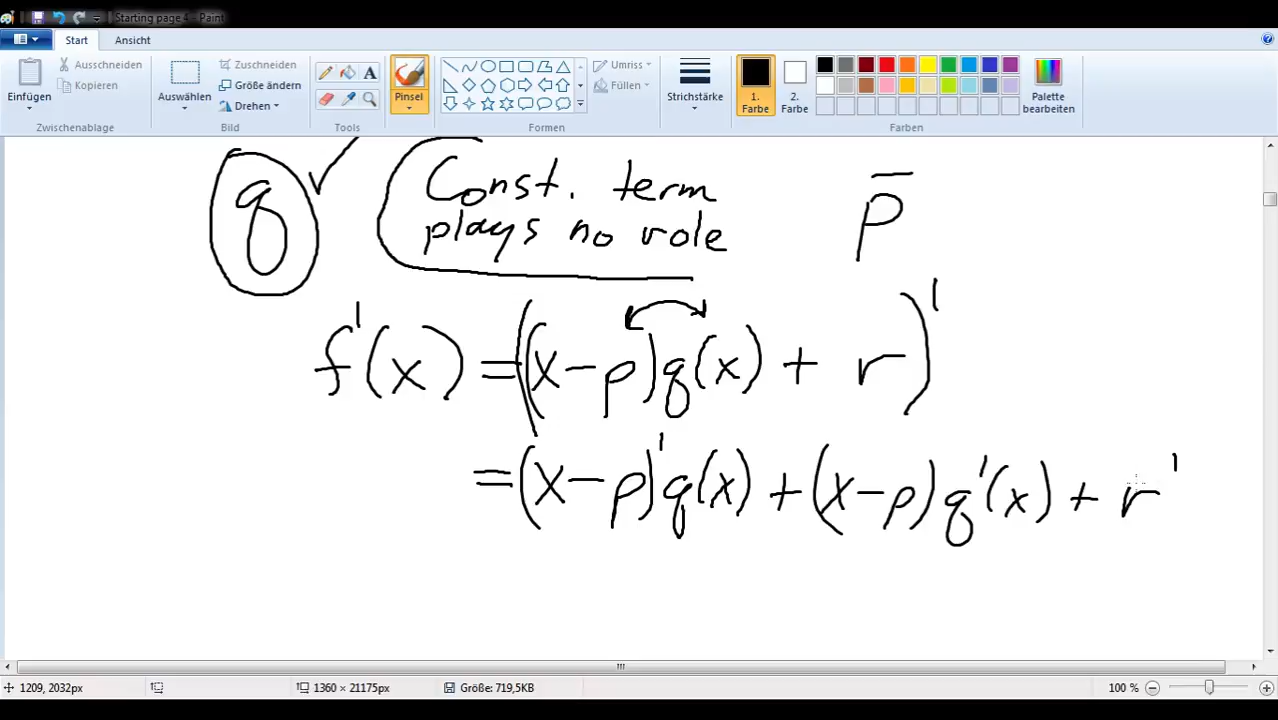 Starting page 4 - Paint
Start Ansicht
Einfügen
Ausschneiden
Kopieren
Zwischenablage
Auswählen
Zuschneiden
Größe ändern
Drehen
Bild
A
Tools
Pinsel
Umriss
Füllen
Formen
Strichstärke
1. Farbe
2. Farbe
Palette bearbeiten
Farben
q
Const. term
plays no role
p̅
f'(x) = ((x-p)q(x) + r)'
= (x-p)'q(x) + (x-p)q'(x) + r'
1209, 2032px 1360 × 21175px Größe: 719,5KB 100 %